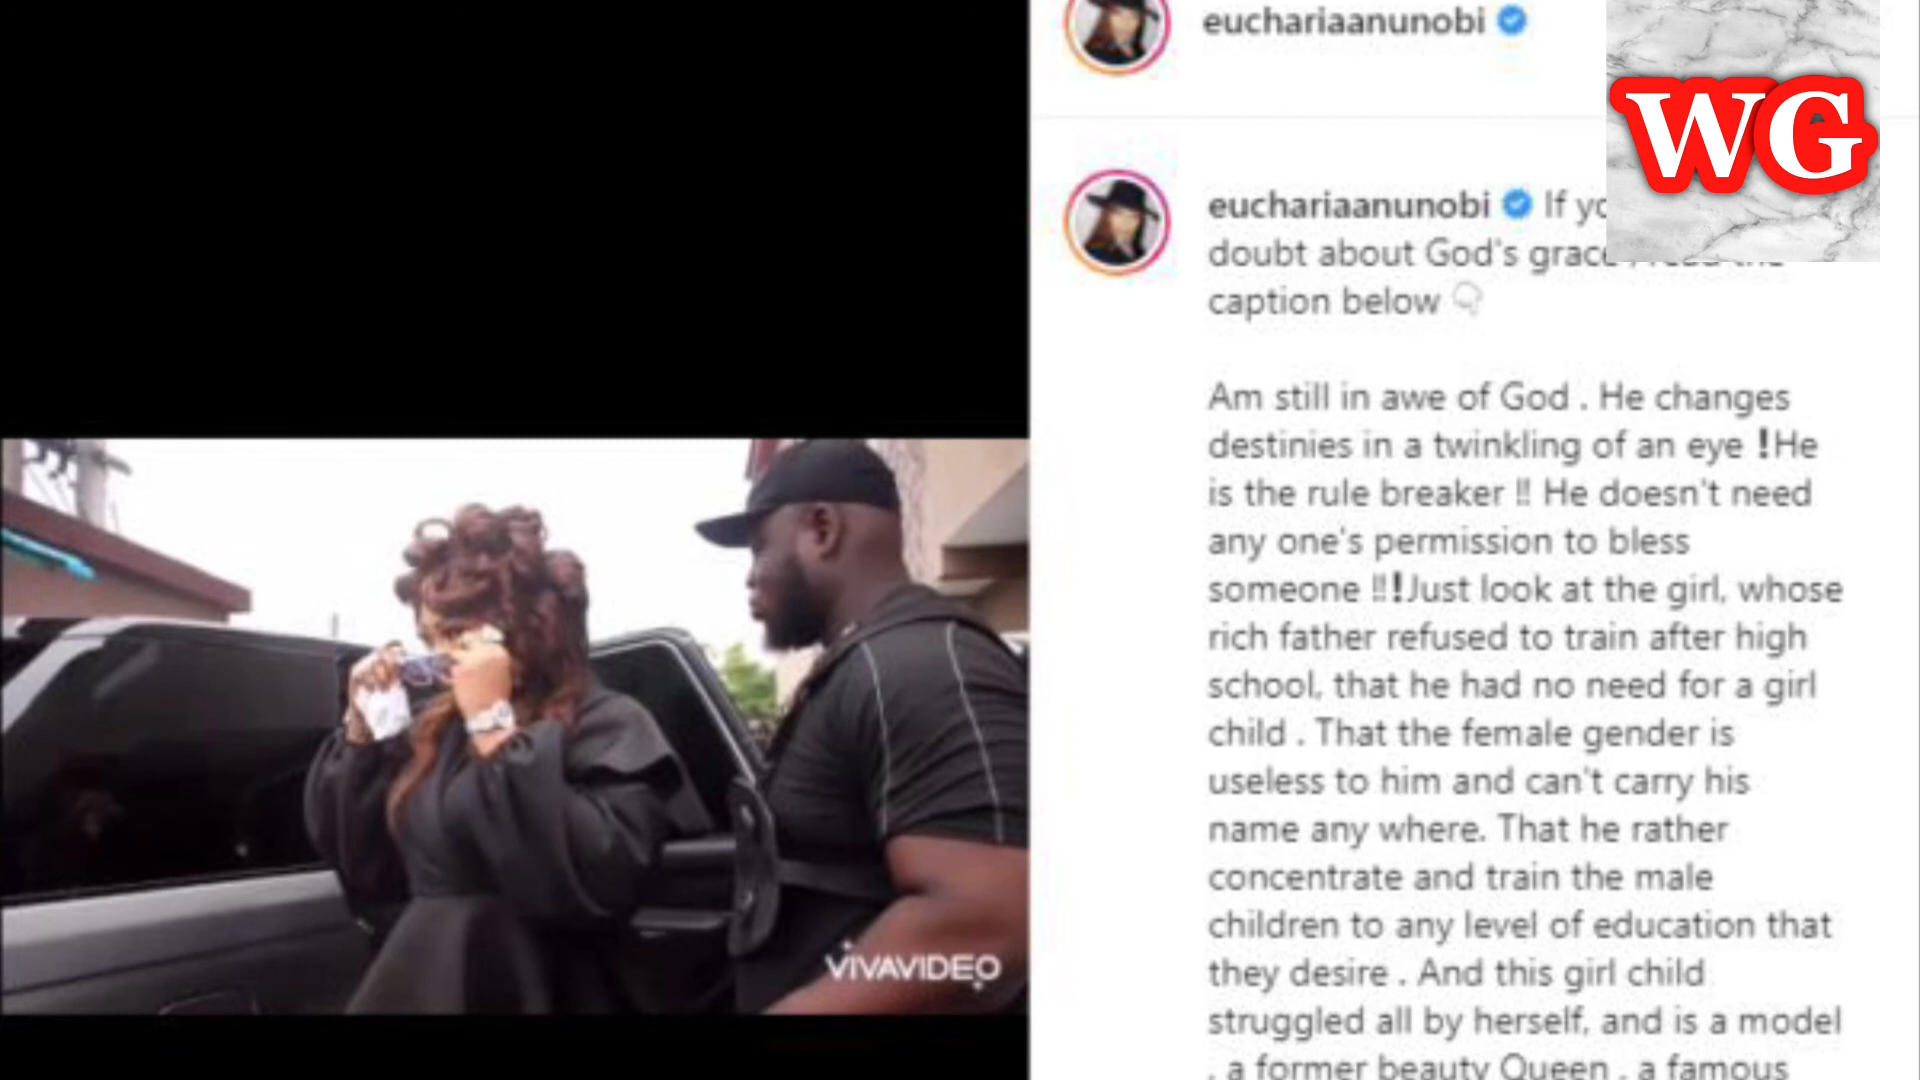 euchariaanunobi
WG
euchariaanunobi If
doubt about God's grace
caption below
Am still in awe of God . He changes
destinies in a twinkling of an eye !He
is the rule breaker !! He doesn't need
any one's permission to bless
someone !!!Just look at the girl, whose
rich father refused to train after high
school, that he had no need for a girl
child . That the female gender is
useless to him and can't carry his
name any where. That he rather
concentrate and train the male
children to any level of education that
they desire . And this girl child
struggled all by herself, and is a model
, a former beauty Queen , a famous
VIVAVIDEO